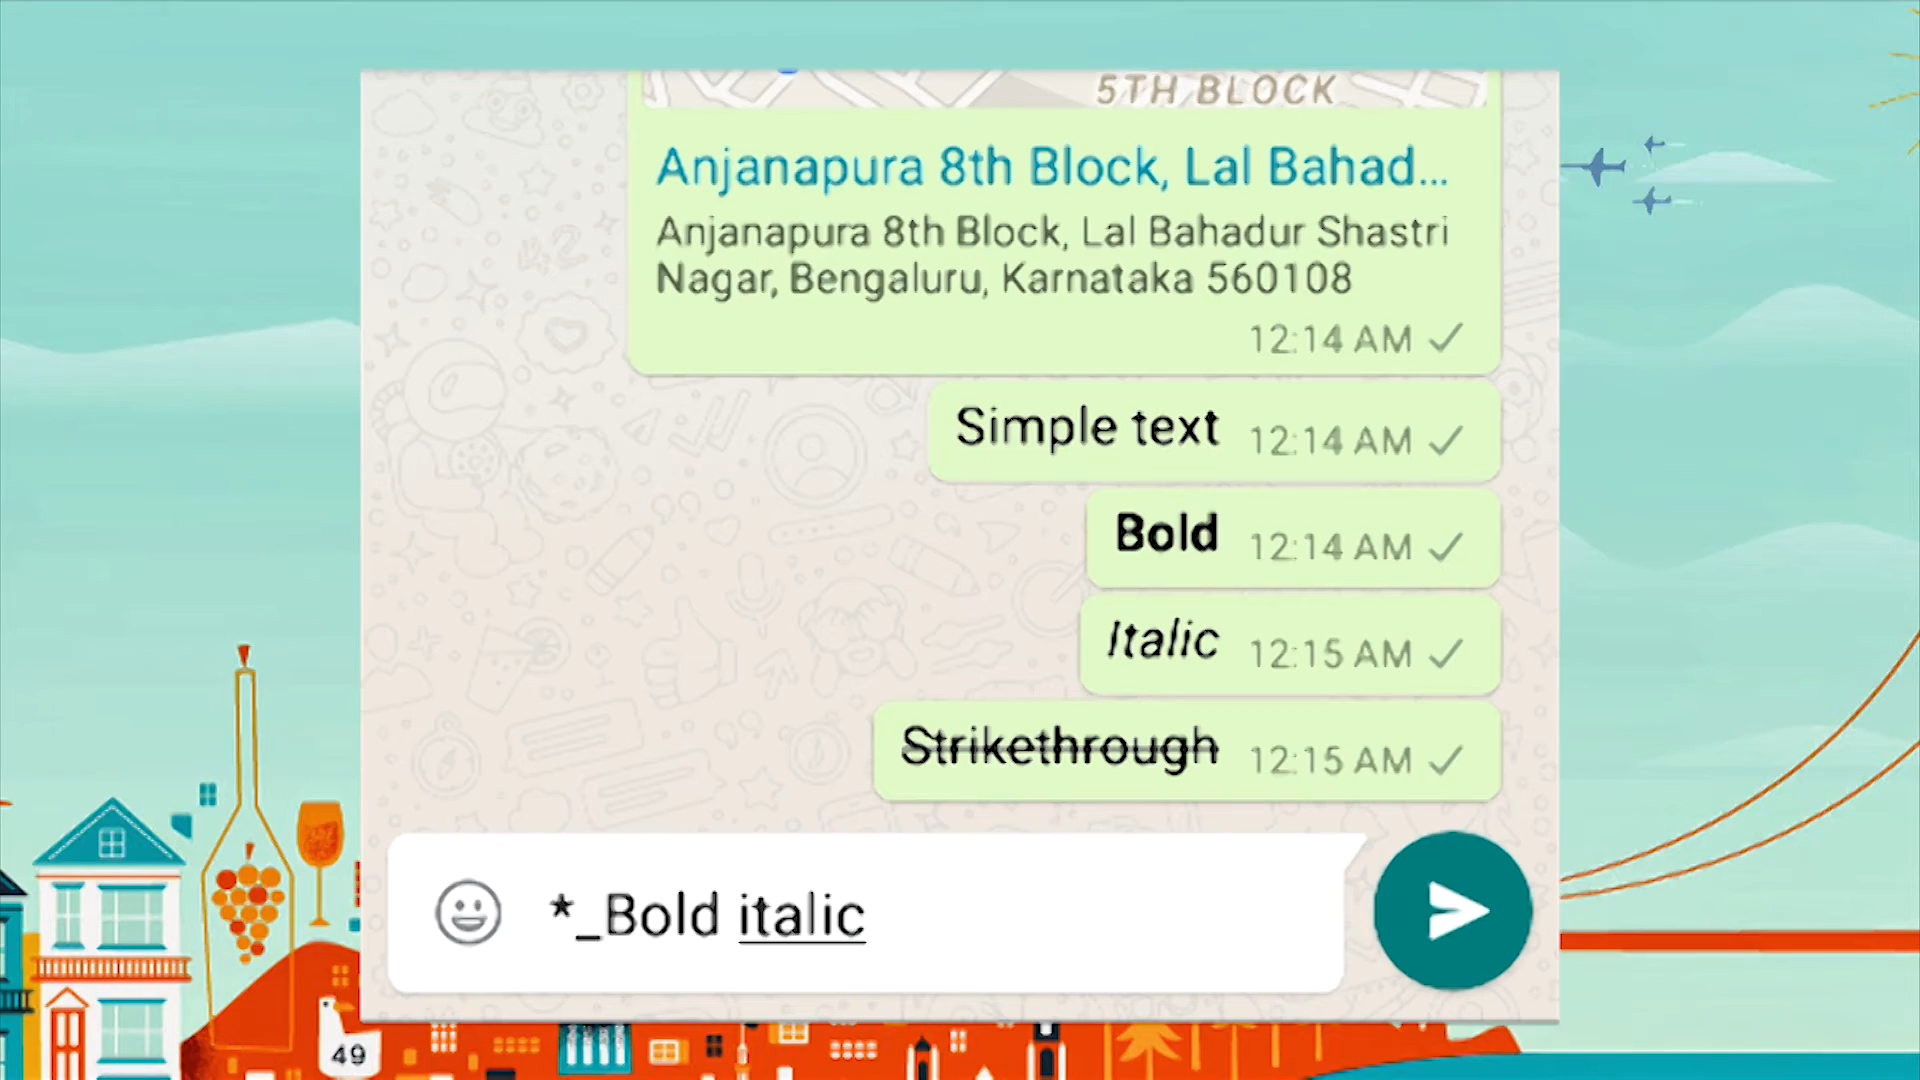 5TH BLOCK
Anjanapura 8th Block, Lal Bahad...
Anjanapura 8th Block, Lal Bahadur Shastri
Nagar, Bengaluru, Karnataka 560108
12:14 AM
Simple text 12:14 AM
Bold 12:14 AM
Italic 12:15 AM
Strikethrough 12:15 AM
*_Bold italic
49